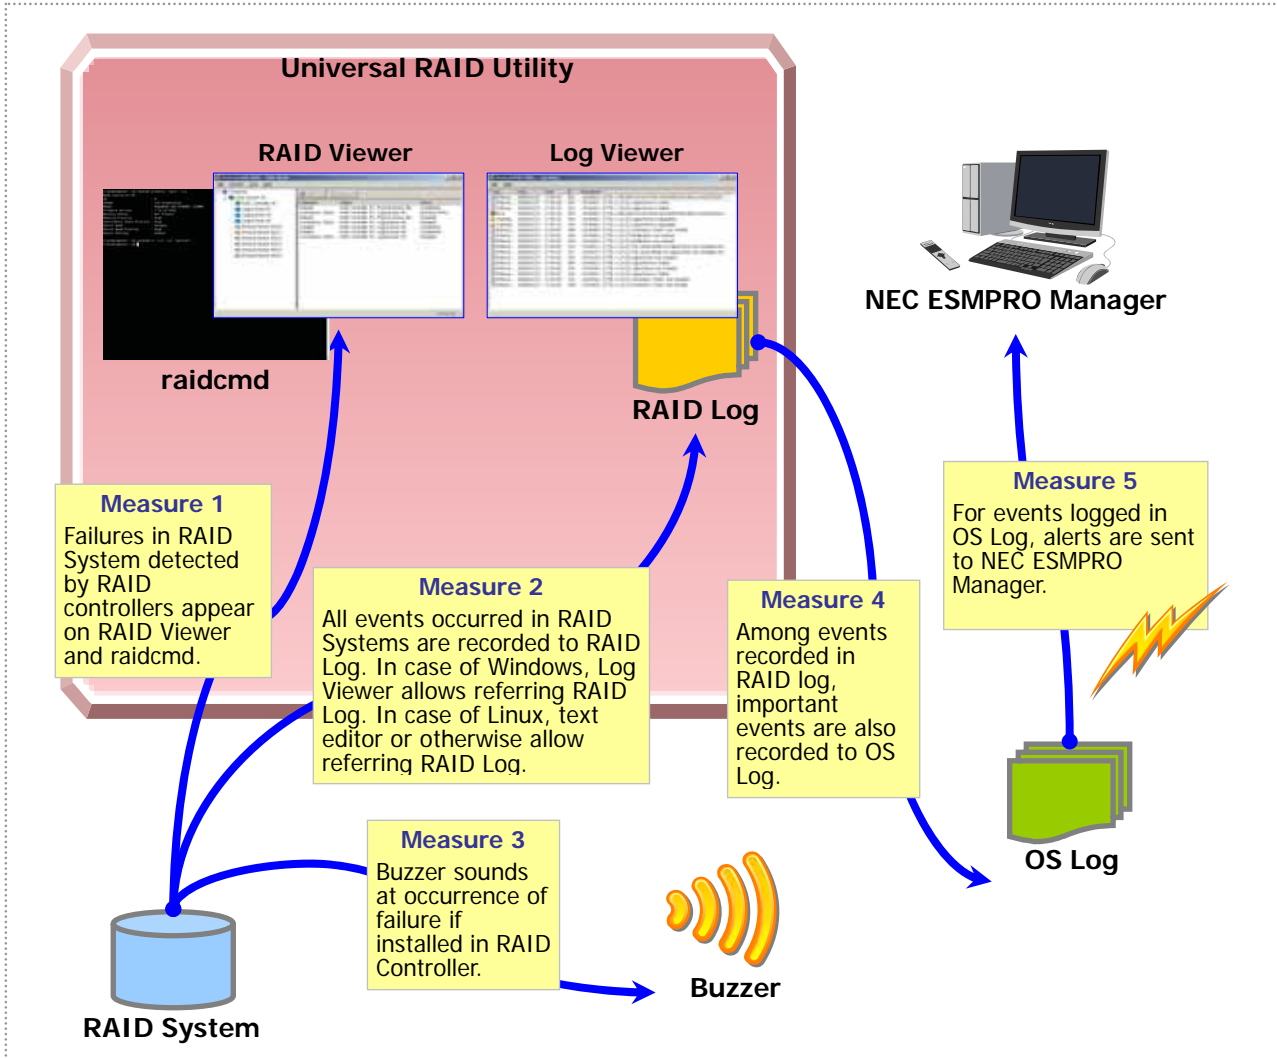 Universal RAID Utility
RAID Viewer
Log Viewer
raidcmd
RAID Log
NEC ESMPRO Manager
Measure 1
Failures in RAID
System detected
by RAID
controllers appear
on RAID Viewer
and raidcmd.
Measure 2
All events occurred in RAID
Systems are recorded to RAID
Log. In case of Windows, Log
Viewer allows referring RAID
Log. In case of Linux, text
editor or otherwise allow
referring RAID Log.
Measure 4
Among events
recorded in
RAID log,
important
events are also
recorded to OS
Log.
Measure 5
For events logged in
OS Log, alerts are sent
to NEC ESMPRO
Manager.
Measure 3
Buzzer sounds
at occurrence of
failure if
installed in RAID
Controller.
OS Log
Buzzer
RAID System